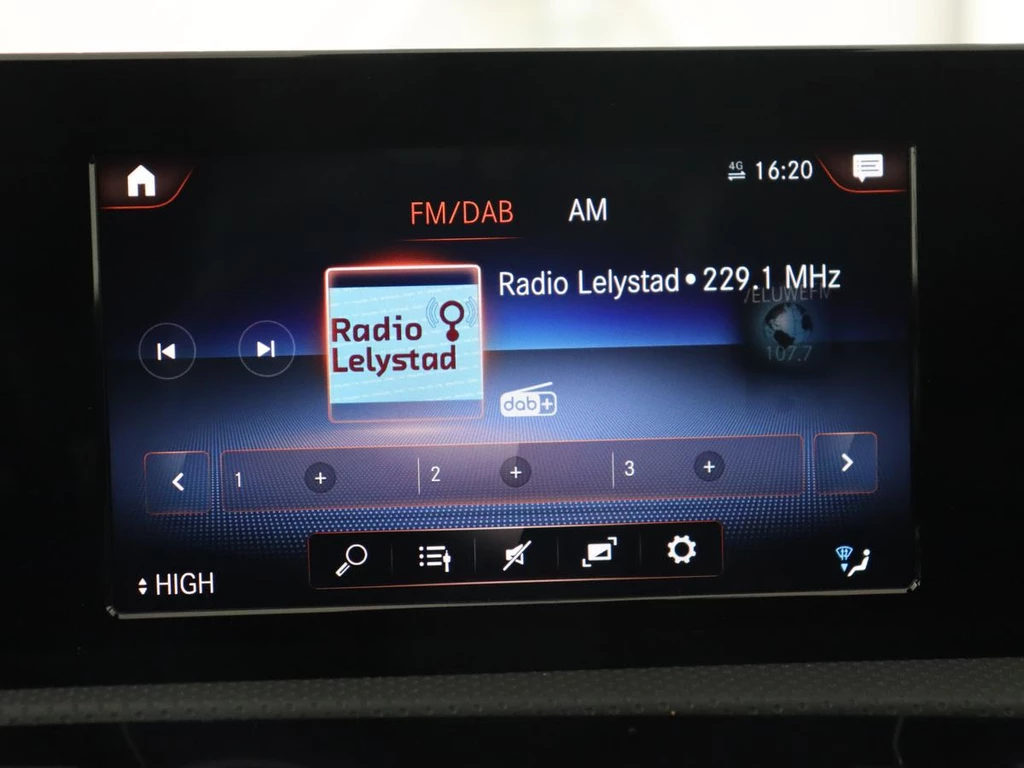 4G 16:20
FM/DAB AM
Radio Lelystad • 229.1 MHz
Radio
Lelystad
VELUWEFM
107.7
dab+
1 + 2 + 3 +
HIGH